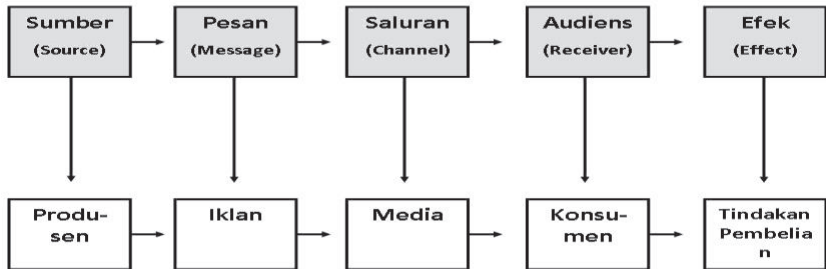 Sumber
(Source)
Pesan
(Message)
Saluran
(Channel)
Audiens
(Receiver)
Efek
(Effect)
Produ-
sen
Iklan
Media
Konsu-
men
Tindakan
Pembelia
n